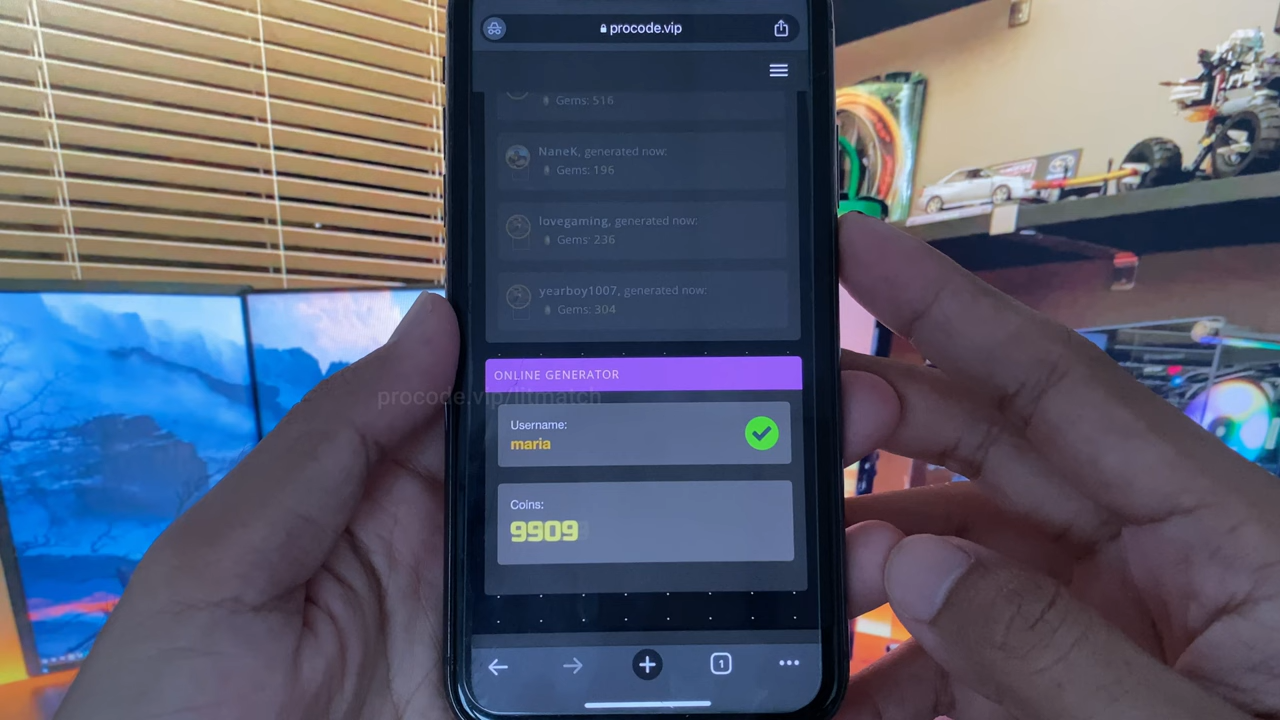 procode.vip
Gems: 516
NaneK, generated now:
Gems: 196
lovegaming, generated now:
Gems: 236
yearboy1007, generated now:
Gems: 304
ONLINE GENERATOR
procode.vip/litmatch
Username:
maria
Coins:
9909
1